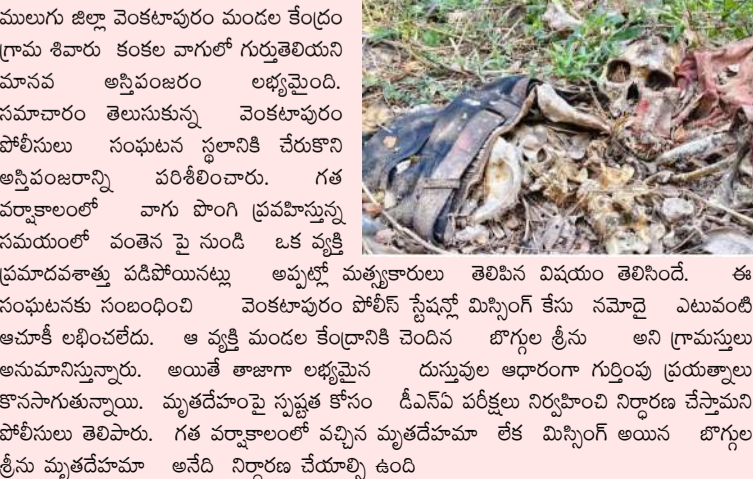 ములుగు జిల్లా వెంకటాపురం మండల కేంద్రం
గ్రామ శివారు కంకల వాగులో గుర్తుతెలియని
మానవ అస్తిపంజరం లభ్యమైంది.
సమాచారం తెలుసుకున్న వెంకటాపురం
పోలీసులు సంఘటన స్థలానికి చేరుకొని
అస్తిపంజరాన్ని పరిశీలించారు. గత
వర్షాకాలంలో వాగు పొంగి ప్రవహిస్తున్న
సమయంలో వంతెన పై నుండి ఒక వ్యక్తి
ప్రమాదవశాత్తు పడిపోయినట్లు అప్పట్లో మత్స్యకారులు తెలిపిన విషయం తెలిసిందే. ఈ
సంఘటనకు సంబంధించి వెంకటాపురం పోలీస్ స్టేషన్లో మిస్సింగ్ కేసు నమోదై ఎటువంటి
ఆచూకీ లభించలేదు. ఆ వ్యక్తి మండల కేంద్రానికి చెందిన బొగ్గుల శ్రీను అని గ్రామస్తులు
అనుమానిస్తున్నారు. అయితే తాజాగా లభ్యమైన దుస్తువుల ఆధారంగా గుర్తింపు ప్రయత్నాలు
కొనసాగుతున్నాయి. మృతదేహంపై స్పష్టత కోసం డీఎన్ఏ పరీక్షలు నిర్వహించి నిర్ధారణ చేస్తామని
పోలీసులు తెలిపారు. గత వర్షాకాలంలో వచ్చిన మృతదేహమా లేక మిస్సింగ్ అయిన బొగ్గుల
శ్రీను మృతదేహమా అనేది నిర్ధారణ చేయాల్సి ఉంది